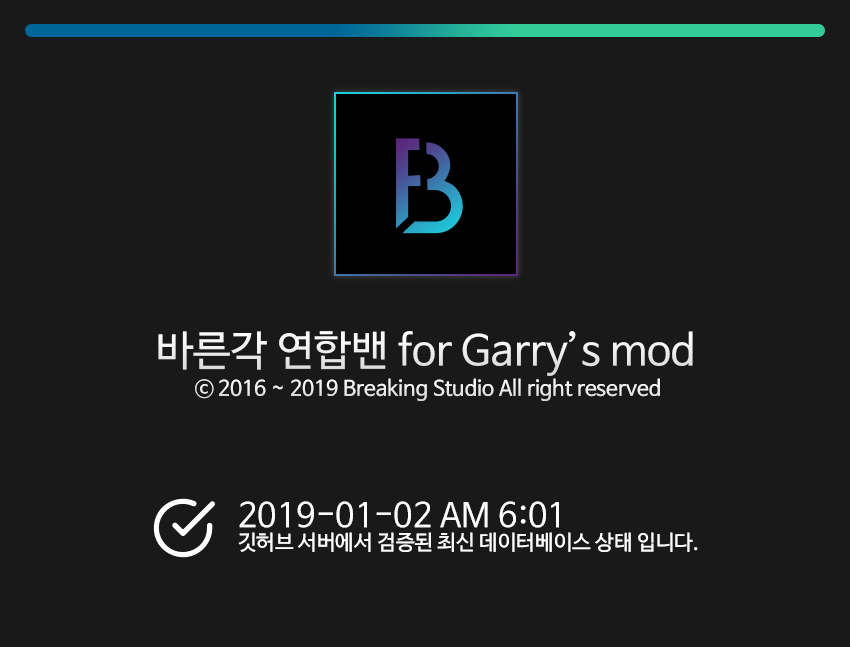 B
바른각 연합밴 for Garry's mod
© 2016 ~ 2019 Breaking Studio All right reserved
2019-01-02 AM 6:01
깃허브 서버에서 검증된 최신 데이터베이스 상태 입니다.